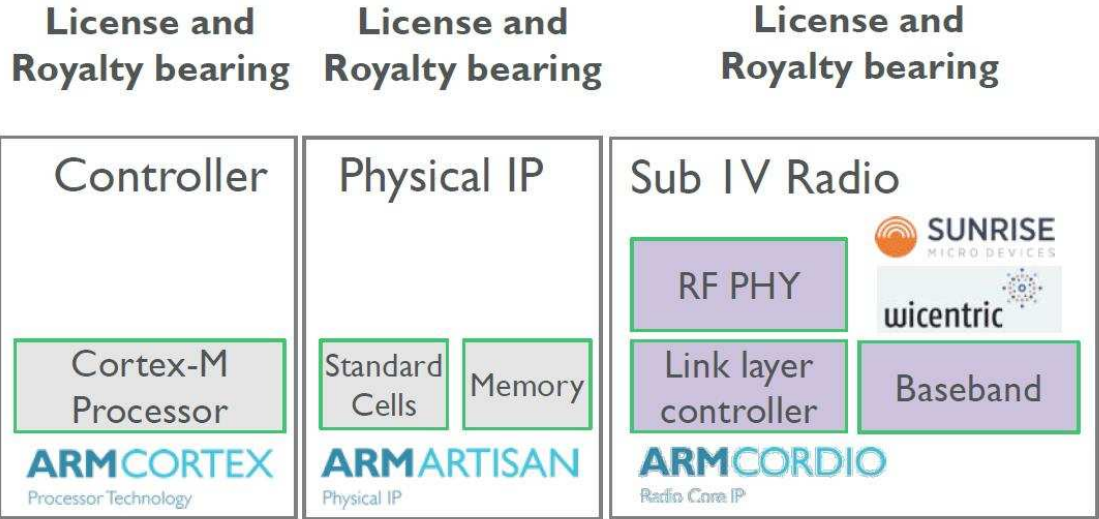 License and
Royalty bearing
License and
Royalty bearing
License and
Royalty bearing
Controller
Cortex-M
Processor
ARMCORTEX
Processor Technology
Physical IP
Standard
Cells
Memory
ARMARTISAN
Physical IP
Sub 1V Radio
SUNRISE
MICRO DEVICES
wicentric
RF PHY
Link layer
controller
Baseband
ARMCORDIO
Radio Core IP